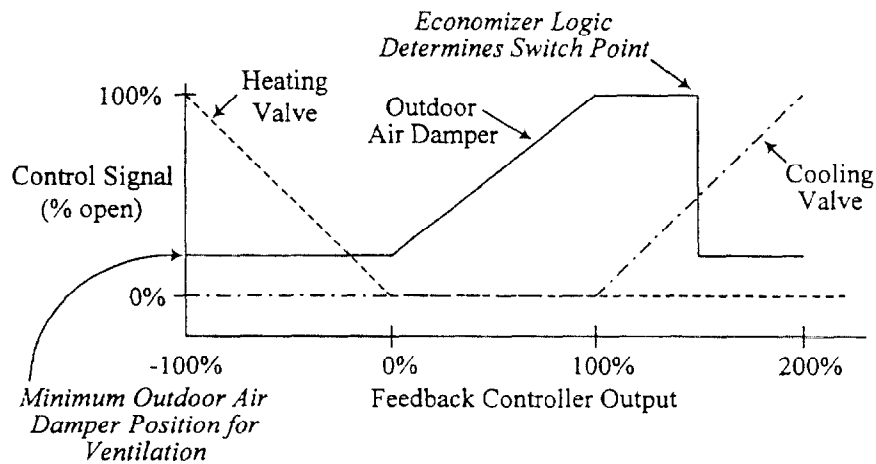 Economizer Logic
Determines Switch Point
Heating
Valve
100%
Outdoor
Air Damper
Control Signal
(% open)
Cooling
Valve
0%
-100%
0%
100%
200%
Feedback Controller Output
Minimum Outdoor Air
Damper Position for
Ventilation